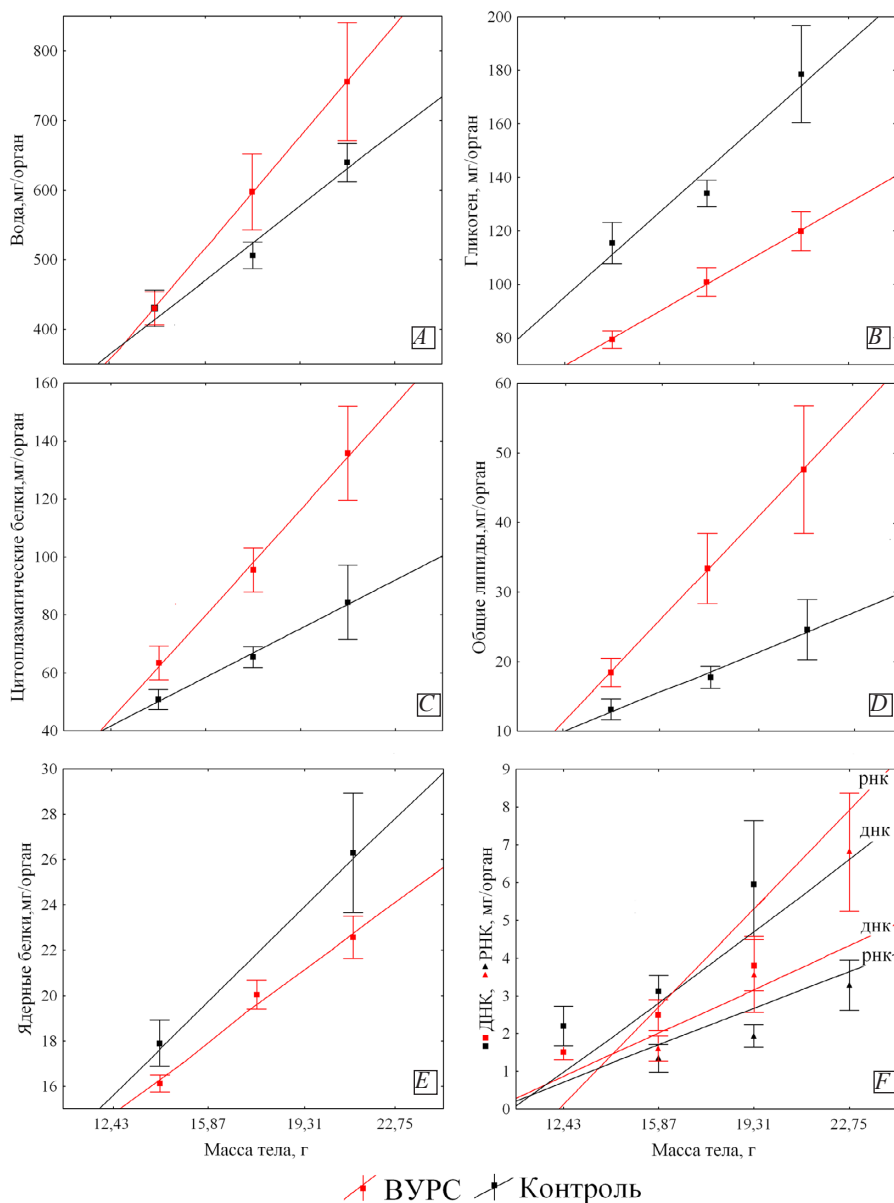 800
700
600
500
400
Вода,мг/орган
A
200
180
160
140
120
100
80
Гликоген, мг/орган
B
160
140
120
100
80
60
40
Цитоплазматические белки,мг/орган
C
60
50
40
30
20
10
Общие липиды,мг/орган
D
30
28
26
24
22
20
18
16
Ядерные белки,мг/орган
E
12,43 15,87 19,31 22,75
Масса тела, г
9
8
7
6
5
4
3
2
1
0
ДНК, РНК, мг/орган
рнк
днк
днк
рнк
F
12,43 15,87 19,31 22,75
Масса тела, г
ВУРС Контроль